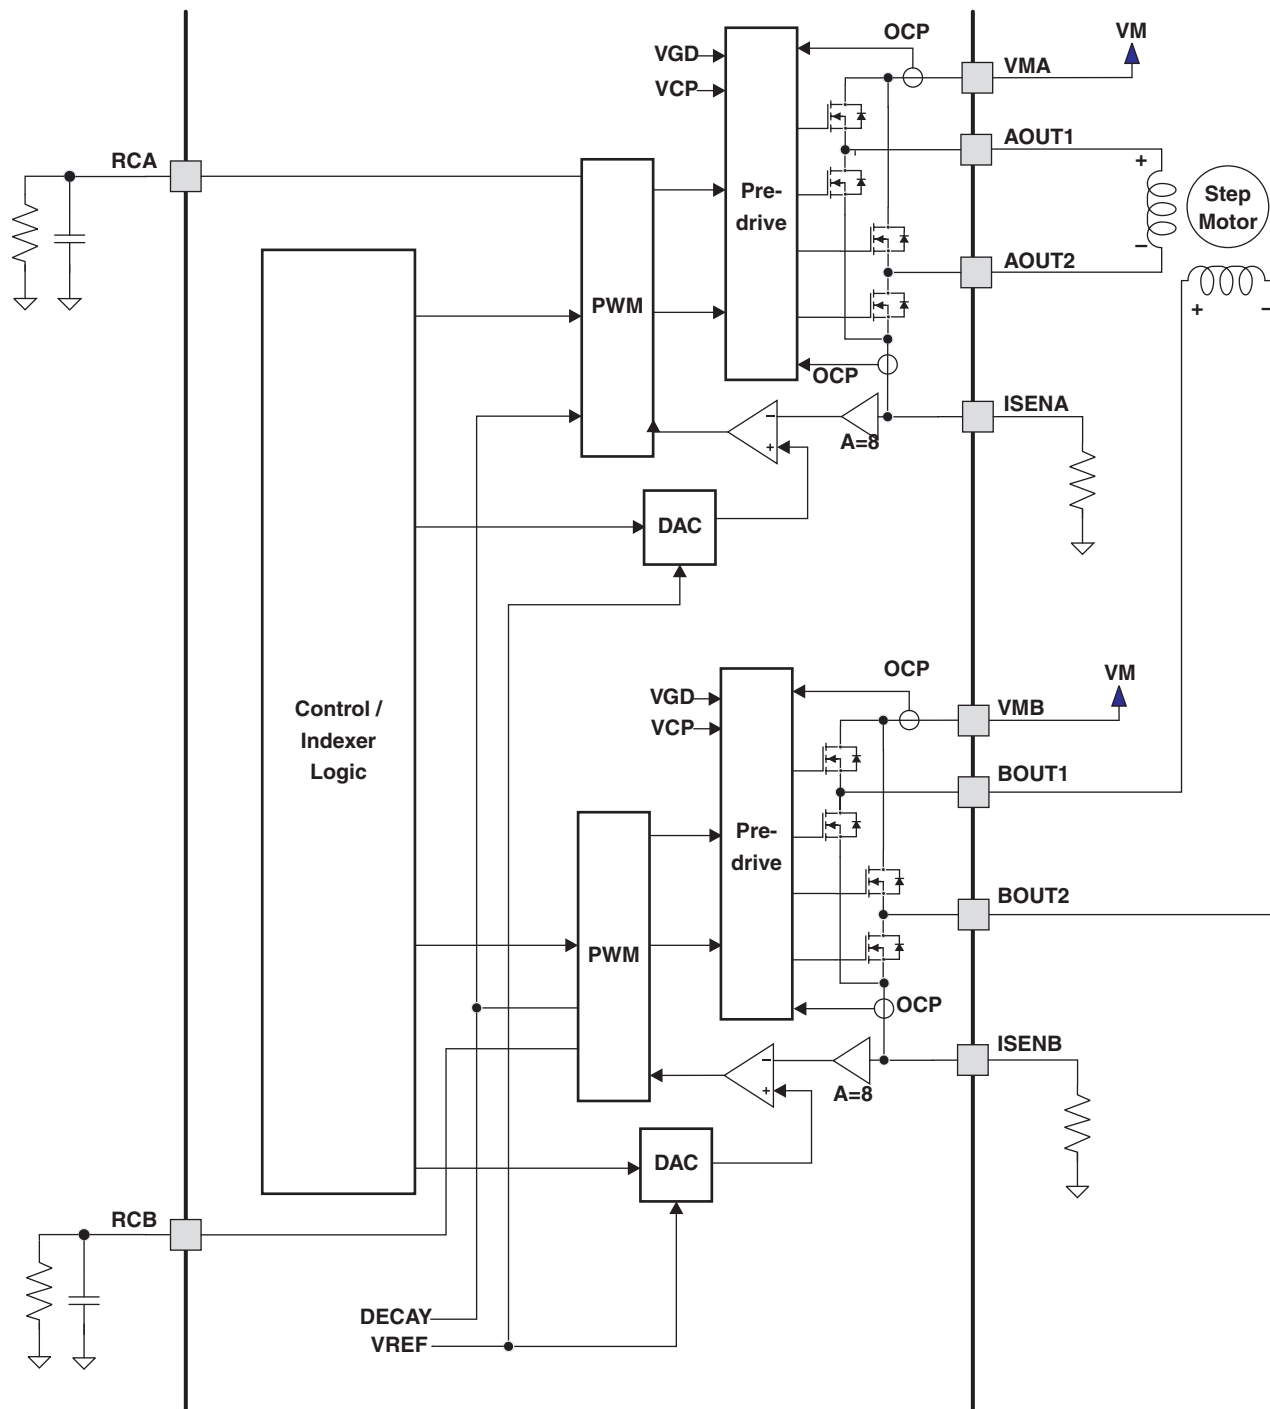 OCP
VM
VGD
VMA
VCP
AOUT1
RCA
+
Pre-
drive
Step
Motor
AOUT2
−
PWM
+ −
OCP
ISENA
−
+
A=8
DAC
OCP
VM
VGD
VMB
VCP
Control /
Indexer
Logic
BOUT1
Pre-
drive
BOUT2
PWM
OCP
ISENB
−
+
A=8
DAC
RCB
DECAY
VREF